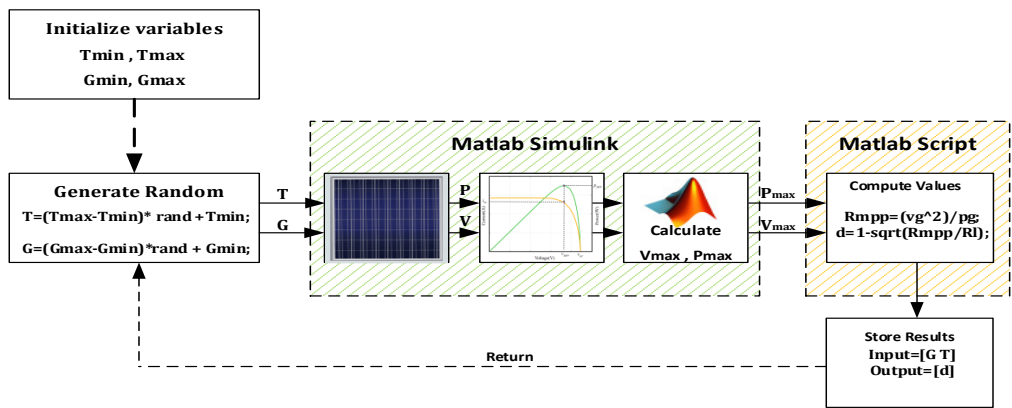 Initialize variables
Tmin , Tmax
Gmin, Gmax
Generate Random
T=(Tmax-Tmin)* rand +Tmin;
G=(Gmax-Gmin)*rand + Gmin;
T
G
Matlab Simulink
P
V
Voltage(V)
Calculate
Vmax , Pmax
Pmax
Vmax
Matlab Script
Compute Values
Rmpp=(vg^2)/pg;
d=1-sqrt(Rmpp/Rl);
Store Results
Input=[G T]
Output=[d]
Return